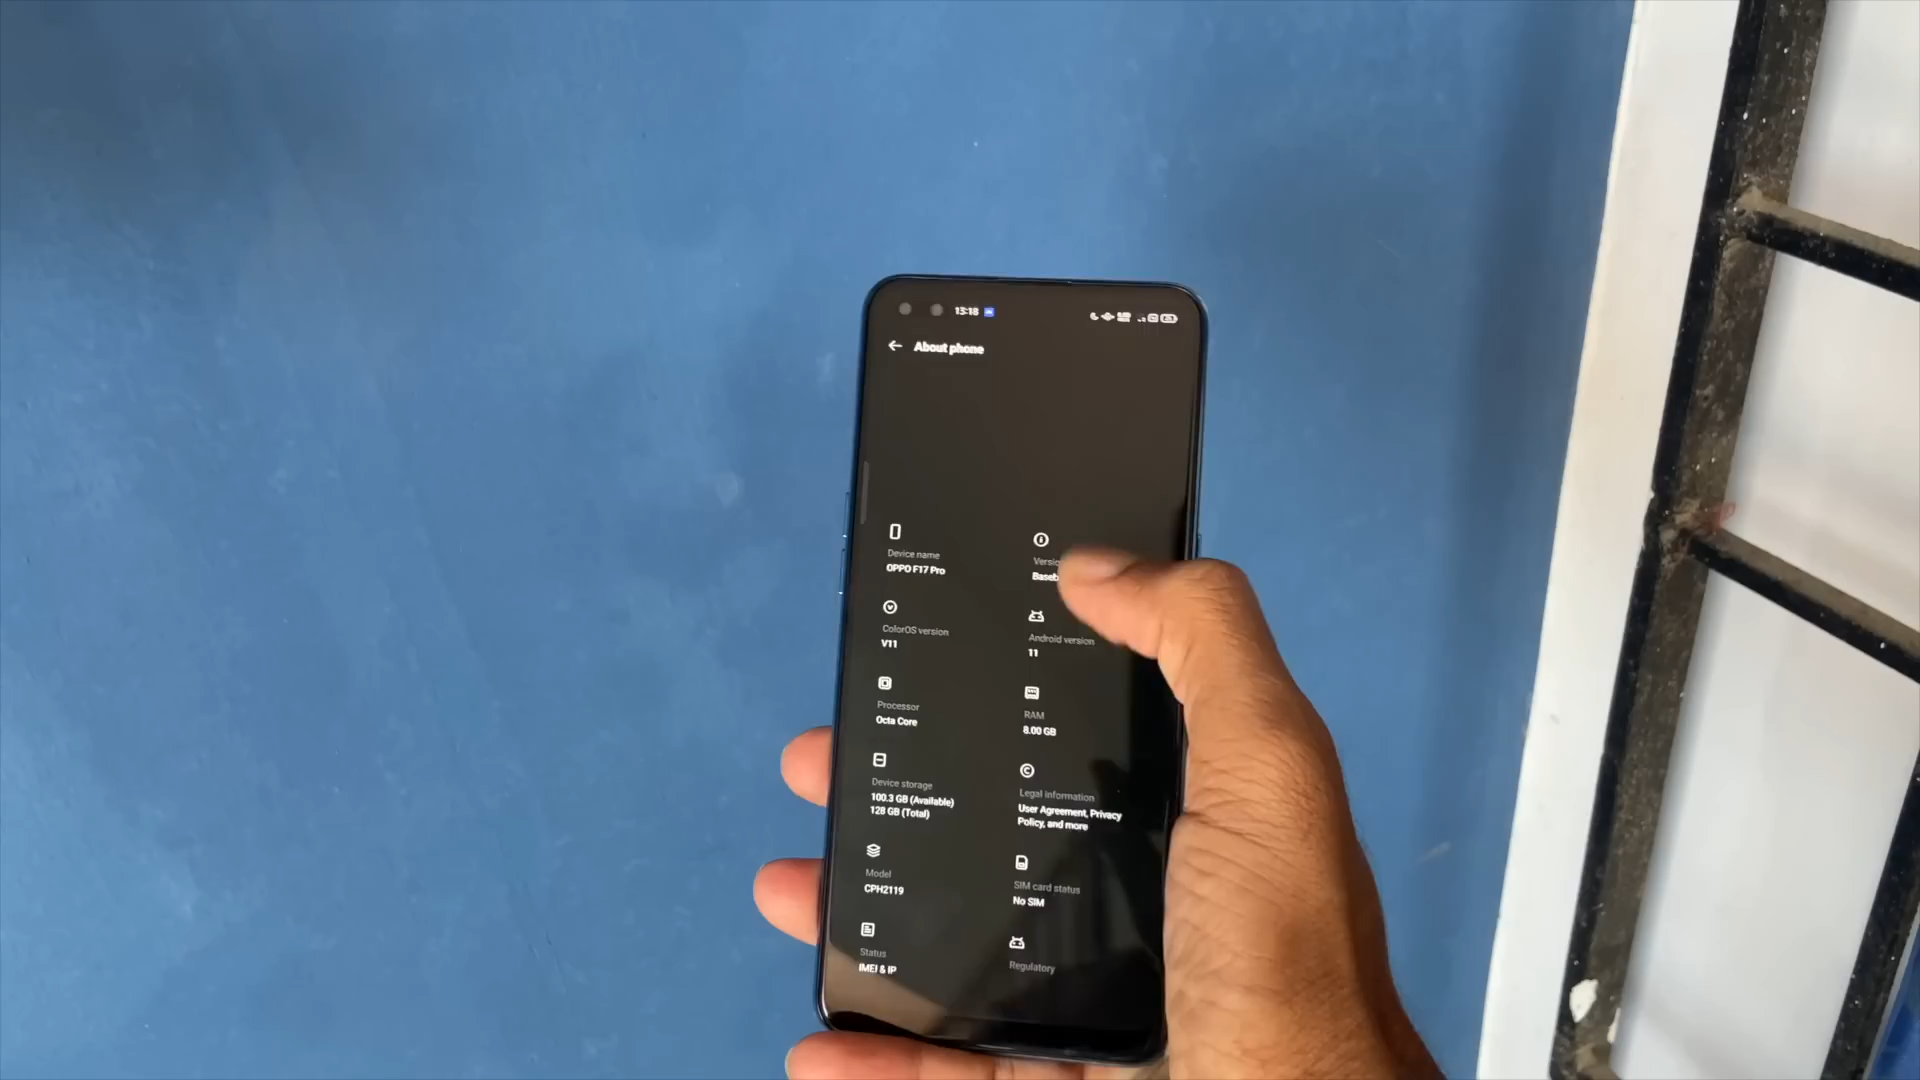 13:18
About phone
Device name
OPPO F17 Pro
ColorOS version
V11
Android version
11
Processor
Octa Core
RAM
8.00 GB
Device storage
100.3 GB (Available)
128 GB (Total)
Legal information
User Agreement, Privacy
Policy, and more
Model
CPH2119
SIM card status
No SIM
Status
IMEI & IP
Regulatory